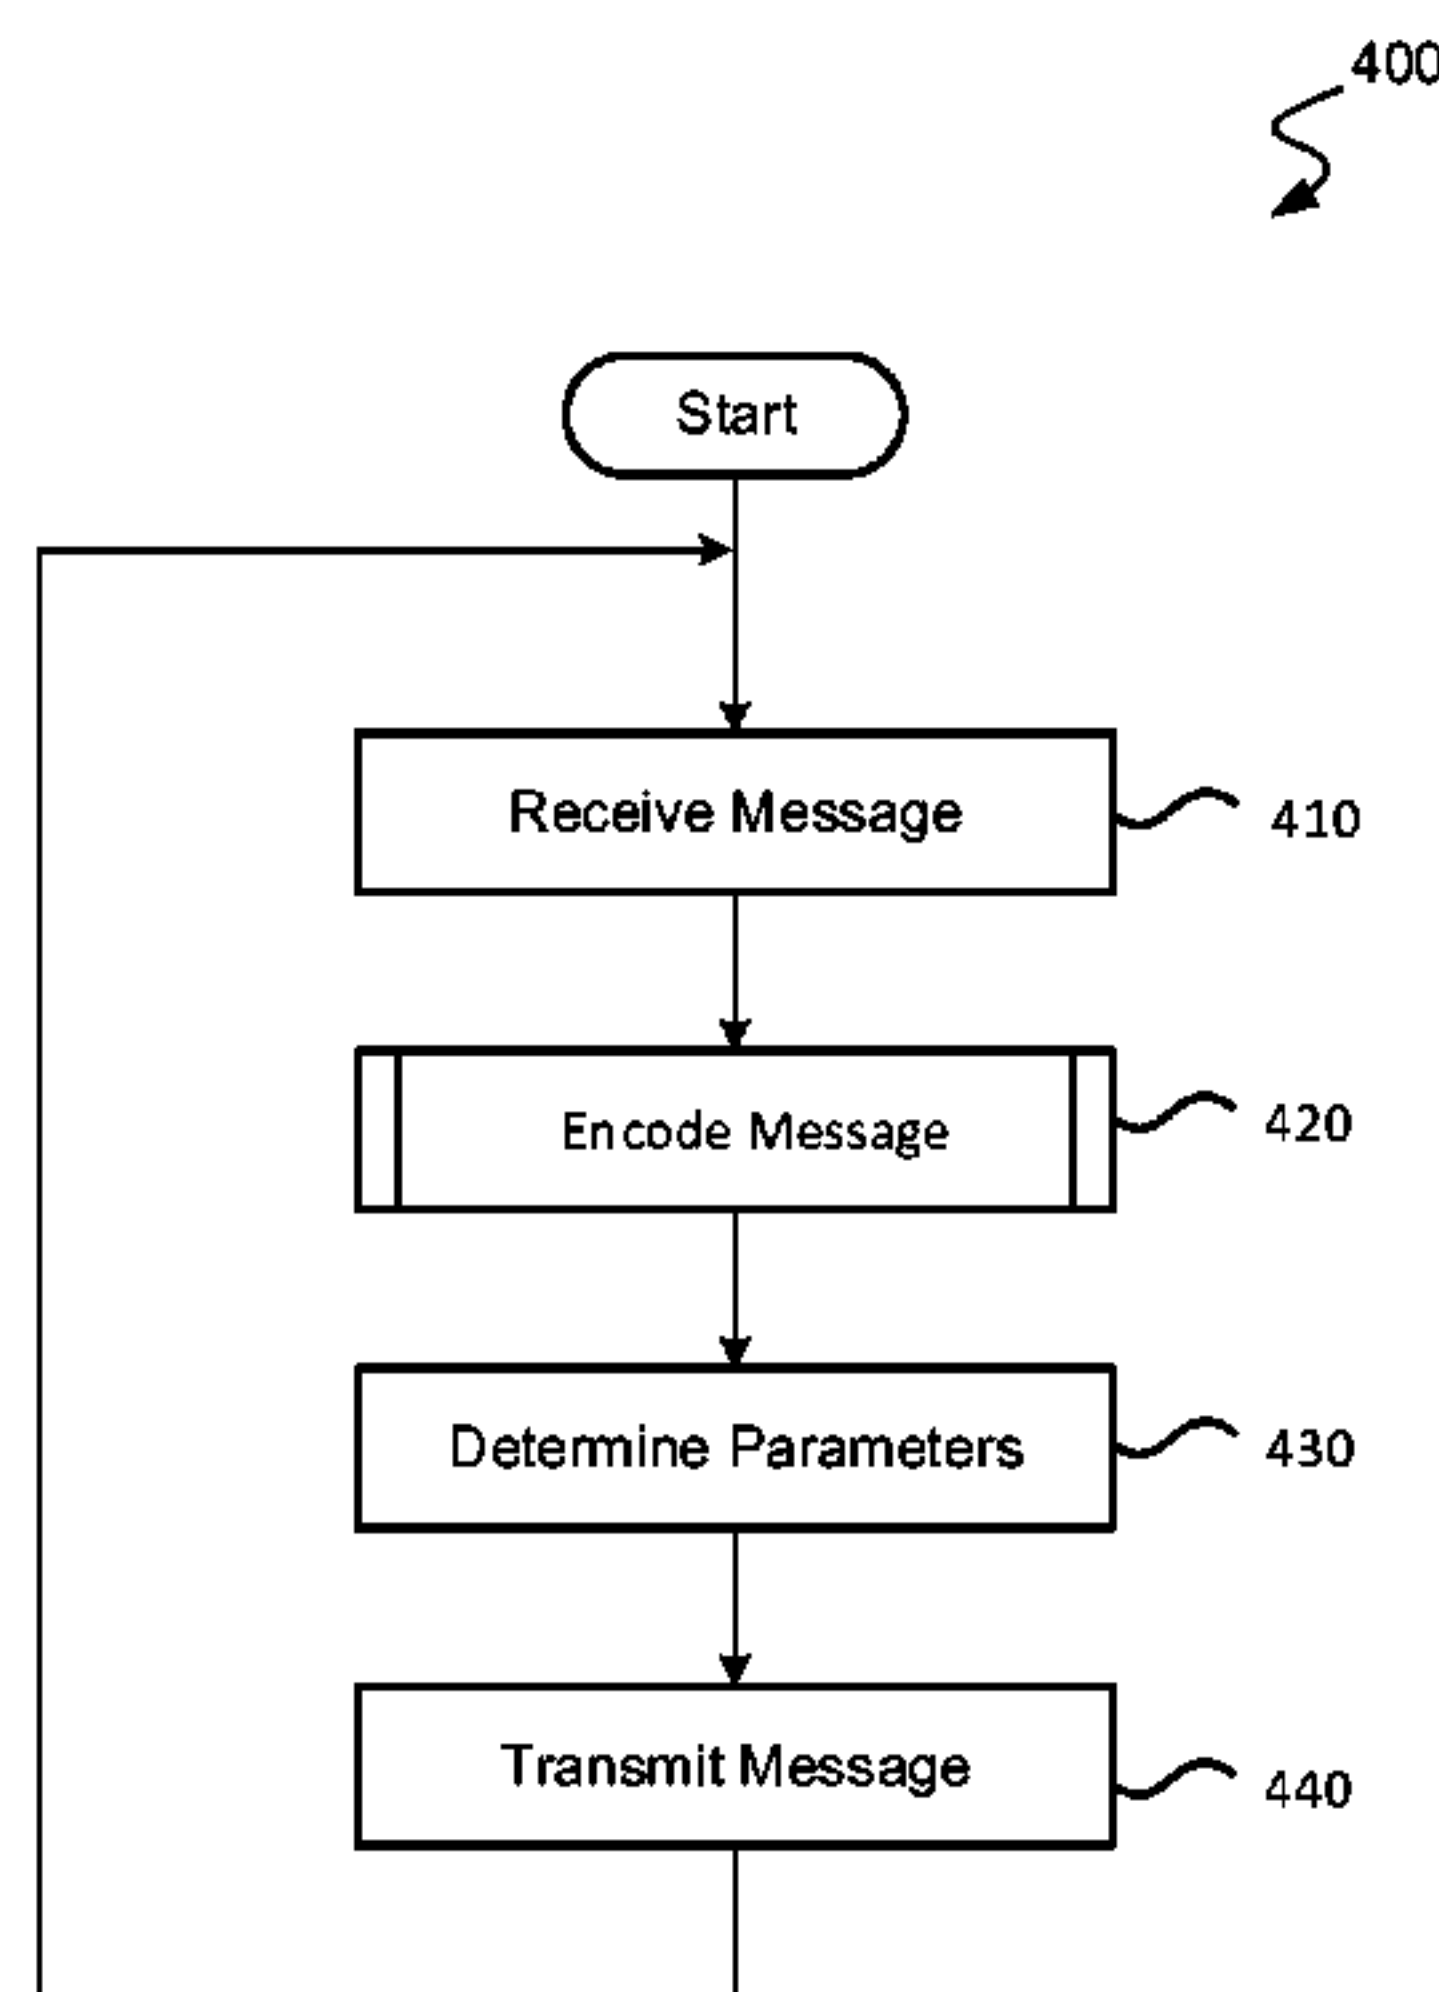 400
Start
Receive Message
410
Encode Message
420
Determine Parameters
430
Transmit Message
440